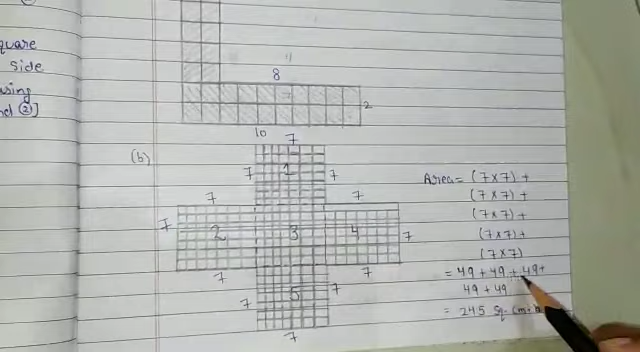 quare
side
using
nd ②]
8
2
10
(b)
7
7 1 7
7 7
7 2 3 4 7
7 7
7 5 7
7
Area = (7×7) +
(7×7) +
(7×7) +
(7×7) +
(7×7)
= 49 + 49 + 49+
49 + 49
= 245 Sq.